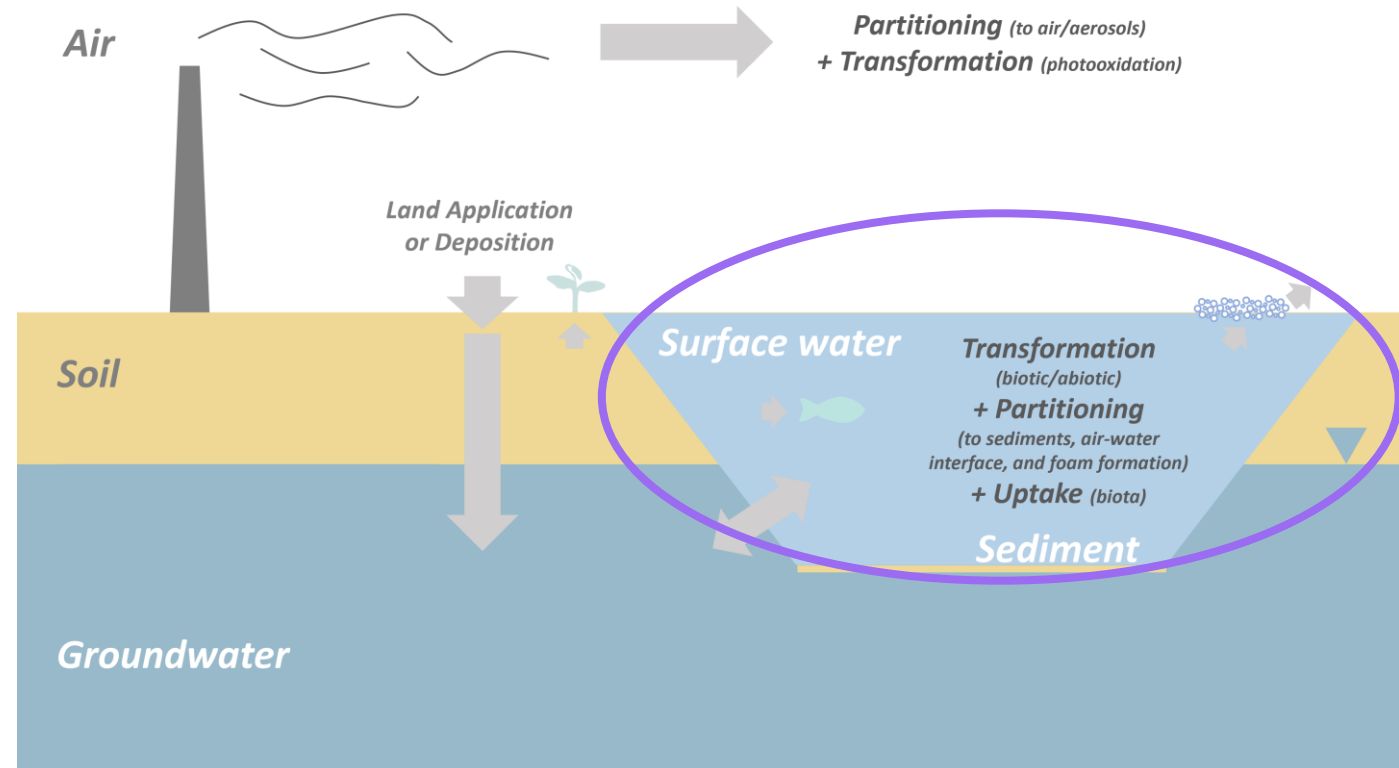 Air
Partitioning (to air/aerosols)
+ Transformation (photooxidation)
Land Application
or Deposition
Soil
Surface water
Transformation
(biotic/abiotic)
+ Partitioning
(to sediments, air-water
interface, and foam formation)
+ Uptake (biota)
Sediment
Groundwater